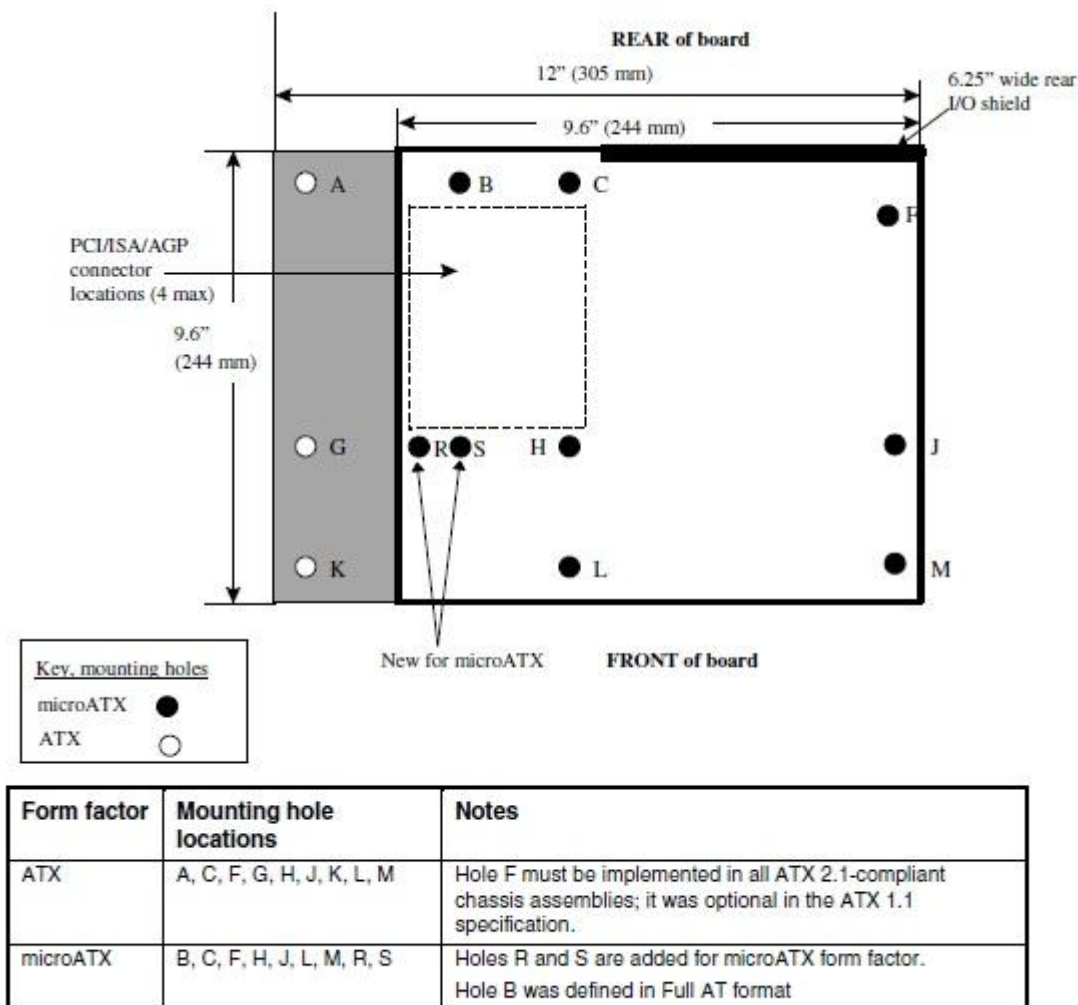 REAR of board
12” (305 mm)
6.25” wide rear
I/O shield
9.6” (244 mm)
A
B
C
F
PCI/ISA/AGP
connector
locations (4 max)
9.6”
(244 mm)
G
R
S
H
J
K
L
M
New for microATX
FRONT of board
Key, mounting holes
microATX
ATX
Form factor
Mounting hole
locations
Notes
ATX
A, C, F, G, H, J, K, L, M
Hole F must be implemented in all ATX 2.1-compliant
chassis assemblies; it was optional in the ATX 1.1
specification.
microATX
B, C, F, H, J, L, M, R, S
Holes R and S are added for microATX form factor.
Hole B was defined in Full AT format